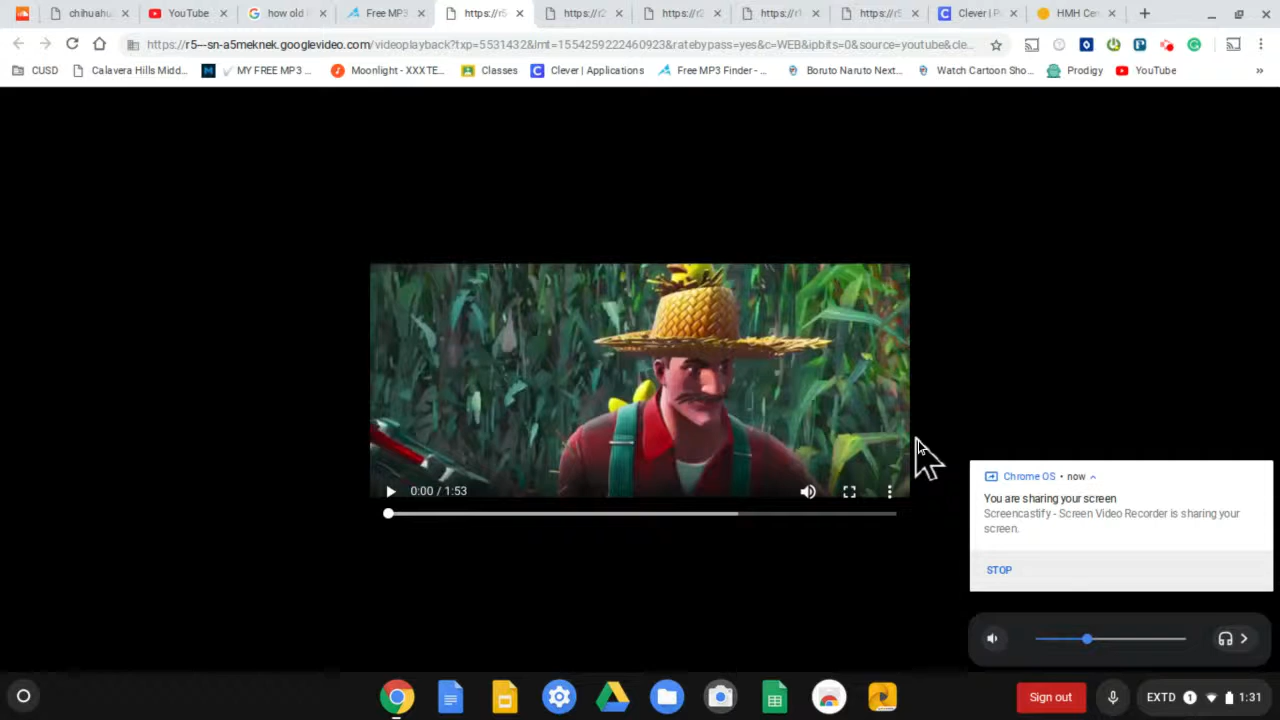 chihuahu
YouTube
how old
Free MP3
https://r5
https://r2
https://r2
https://r1
https://r5
Clever | P
HMH Cen
https://r5---sn-a5meknek.googlevideo.com/videoplayback?txp=5531432&lmt=1554259222460923&ratebypass=yes&c=WEB&ipbits=0&source=youtube&cle...
CUSD
Calavera Hills Midd...
MY FREE MP3 ...
Moonlight - XXXTE...
Classes
Clever | Applications
Free MP3 Finder - ...
Boruto Naruto Next...
Watch Cartoon Sho...
Prodigy
YouTube
»
0:00 / 1:53
Chrome OS • now
You are sharing your screen
Screencastify - Screen Video Recorder is sharing your
screen.
STOP
Sign out
EXTD 1 1:31